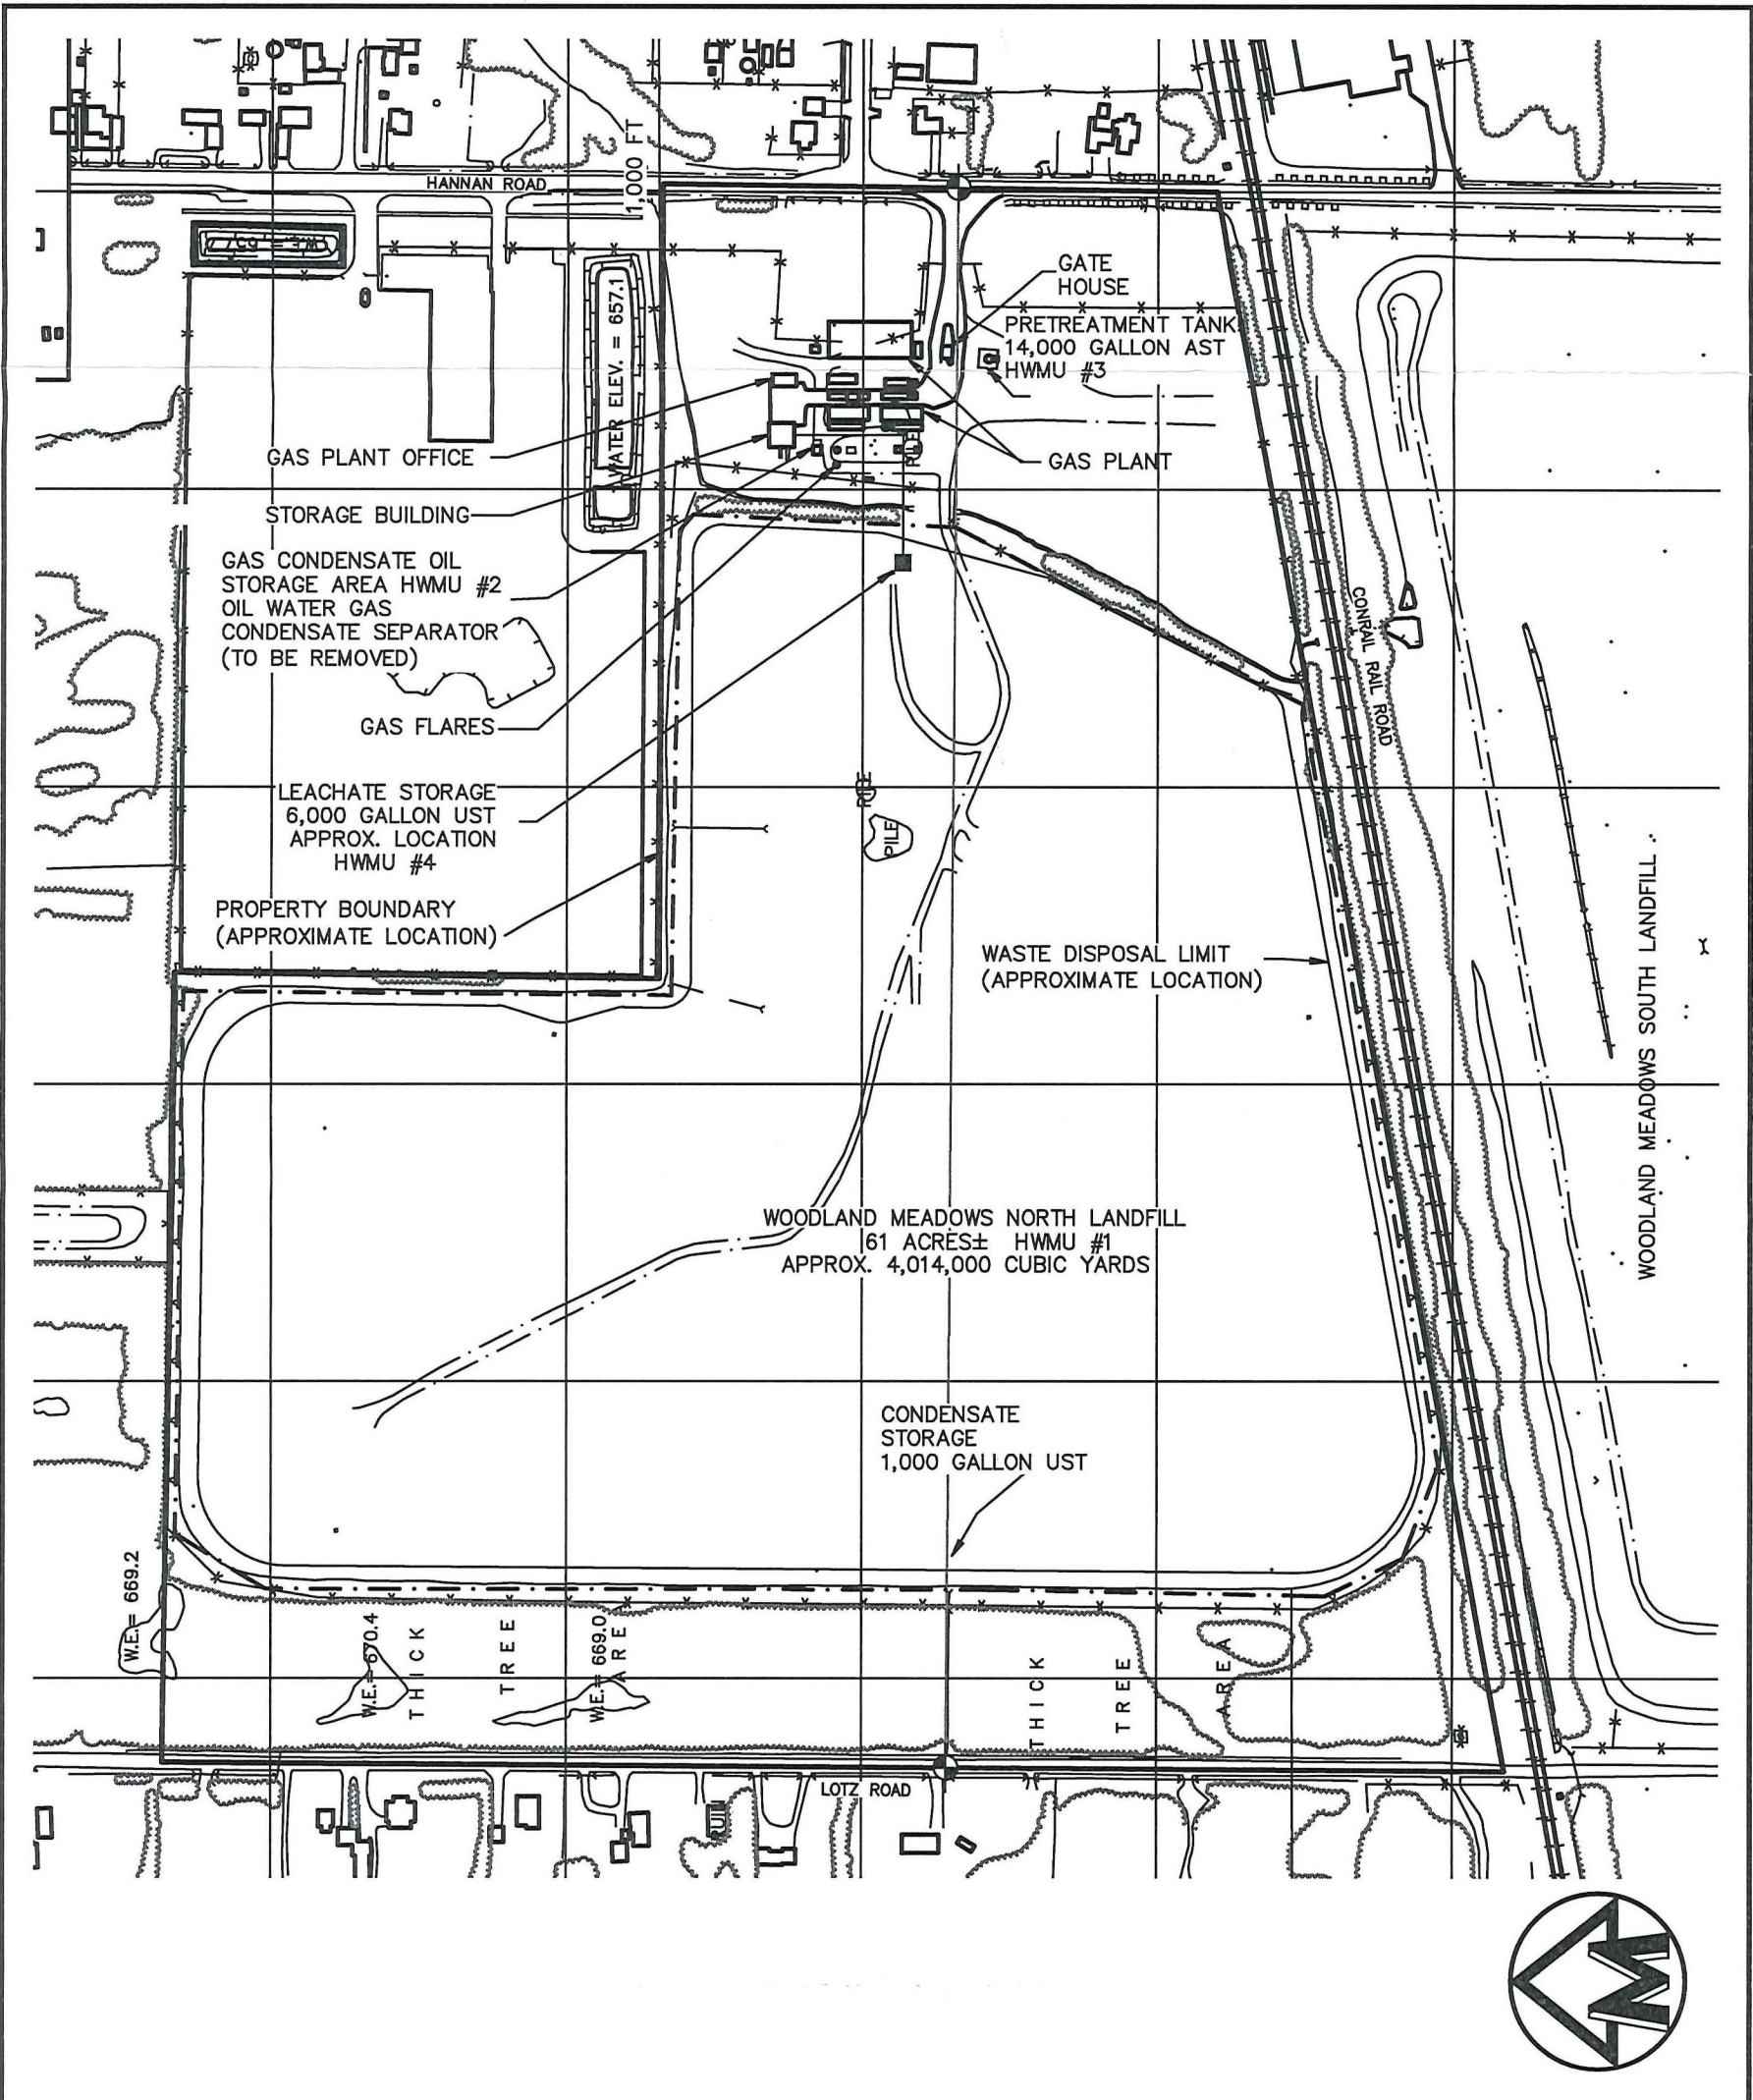 HANNAN ROAD
1,000 FT
WATER ELEV. = 657.1
GATE
HOUSE
PRETREATMENT TANK
14,000 GALLON AST
HWMU #3
GAS PLANT OFFICE
GAS PLANT
STORAGE BUILDING
GAS CONDENSATE OIL
STORAGE AREA HWMU #2
OIL WATER GAS
CONDENSATE SEPARATOR
(TO BE REMOVED)
GAS FLARES
LEACHATE STORAGE
6,000 GALLON UST
APPROX. LOCATION
HWMU #4
PROPERTY BOUNDARY
(APPROXIMATE LOCATION)
PILE
CONRAIL RAIL ROAD
WASTE DISPOSAL LIMIT
(APPROXIMATE LOCATION)
WOODLAND MEADOWS SOUTH LANDFILL
WOODLAND MEADOWS NORTH LANDFILL
61 ACRES± HWMU #1
APPROX. 4,014,000 CUBIC YARDS
CONDENSATE
STORAGE
1,000 GALLON UST
W.E.= 669.2
W.E.= 670.4
THICK
TREE
W.E.= 669.0
AREA
THICK
TREE
AREA
LOTZ ROAD
RUIN